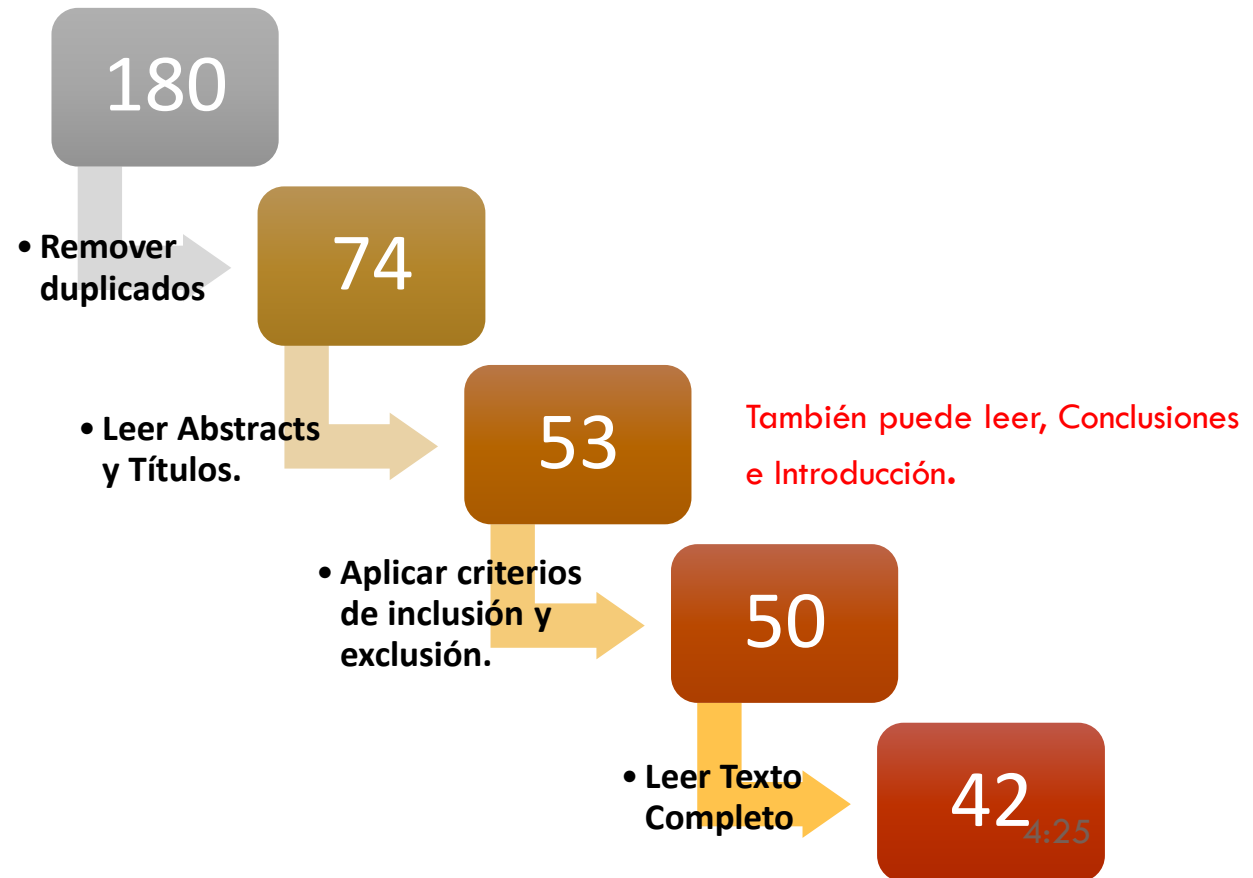 180
• Remover
duplicados
74
• Leer Abstracts
y Títulos.
53
También puede leer, Conclusiones
e Introducción.
• Aplicar criterios
de inclusión y
exclusión.
50
• Leer Texto
Completo
42
4:25